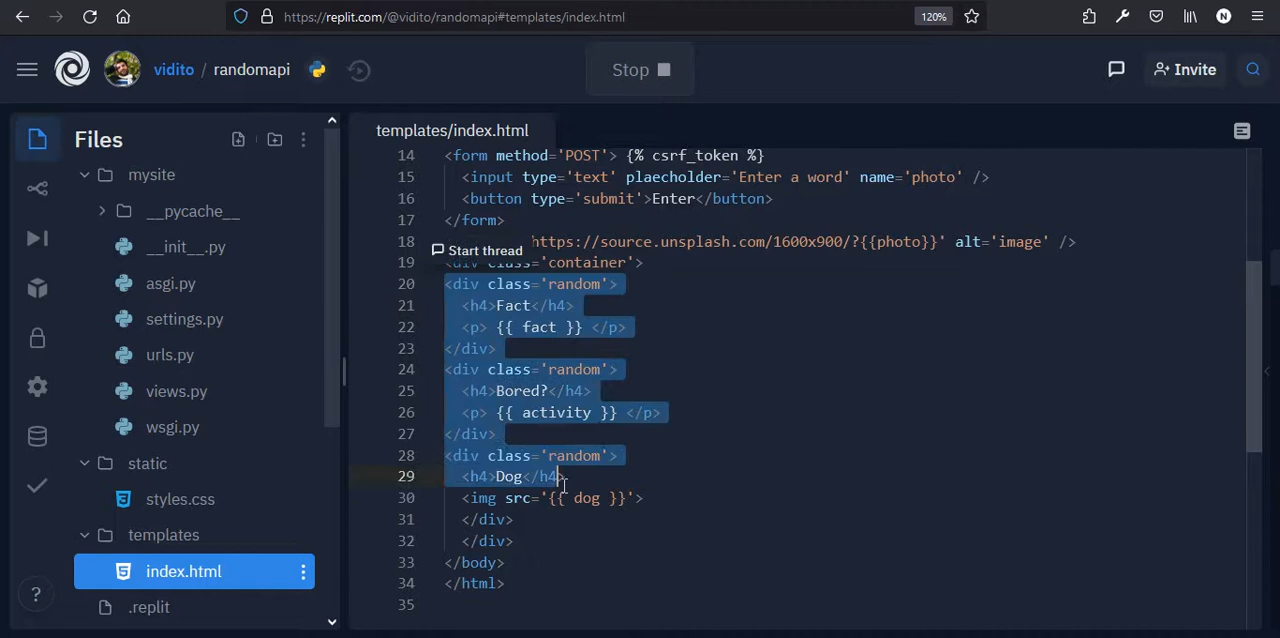 https://replit.com/@vidito/randomapi#templates/index.html
120%
N
vidito / randomapi
Stop
Invite
Files
mysite
__pycache__
__init__.py
asgi.py
settings.py
urls.py
views.py
wsgi.py
static
styles.css
templates
index.html
.replit
?
templates/index.html
14 <form method='POST'> {% csrf_token %}
15 <input type='text' plaecholder='Enter a word' name='photo' />
16 <button type='submit'>Enter</button>
17 </form>
18 https://source.unsplash.com/1600x900/?{{photo}}' alt='image' />
Start thread
19 <div class='container'>
20 <div class='random'>
21 <h4>Fact</h4>
22 <p> {{ fact }} </p>
23 </div>
24 <div class='random'>
25 <h4>Bored?</h4>
26 <p> {{ activity }} </p>
27 </div>
28 <div class='random'>
29 <h4>Dog</h4>
30 <img src='{{ dog }}'>
31 </div>
32 </div>
33 </body>
34 </html>
35